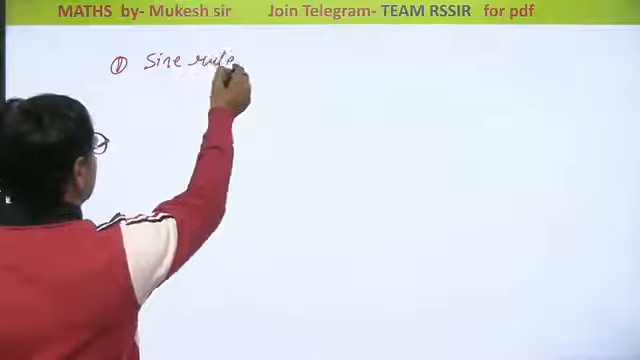 MATHS by- Mukesh sir Join Telegram- TEAM RSSIR for pdf
① Sine rule